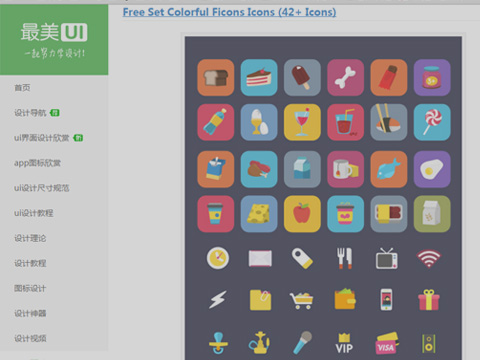 Free Set Colorful Ficons Icons (42+ Icons)
最美UI
一起努力学设计!
首页
设计导航
ui界面设计欣赏
app图标欣赏
ui设计尺寸规范
ui设计教程
设计理论
设计教程
图标设计
设计神器
设计视频
VIP
VISA